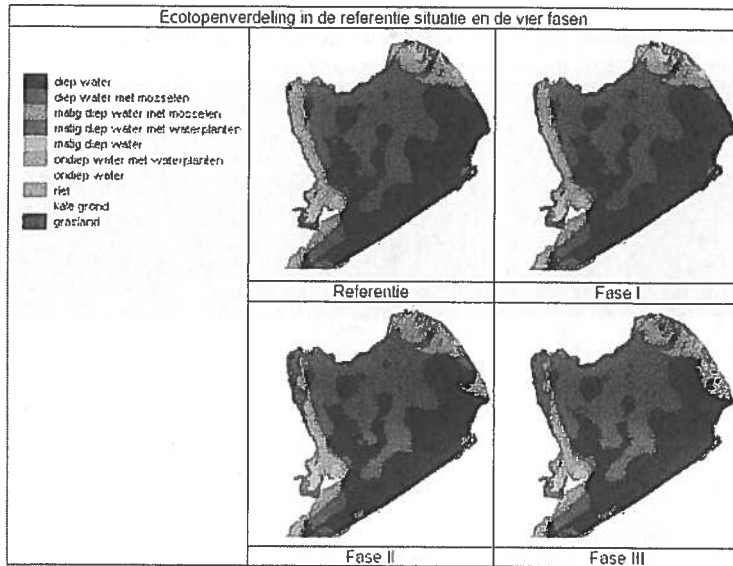 Ecotopenverdeling in de referentie situatie en de vier fasen
diep water
diep water met mosselen
matig diep water met mosselen
matig diep water met waterplanten
matig diep water
ondiep water met waterplanten
ondiep water
riet
kale grond
grasland
Referentie
Fase I
Fase II
Fase III